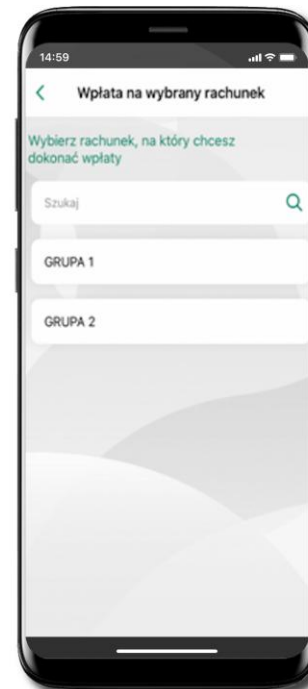 14:59
Wpłata na wybrany rachunek
Wybierz rachunek, na który chcesz
dokonać wpłaty
Szukaj
GRUPA 1
GRUPA 2